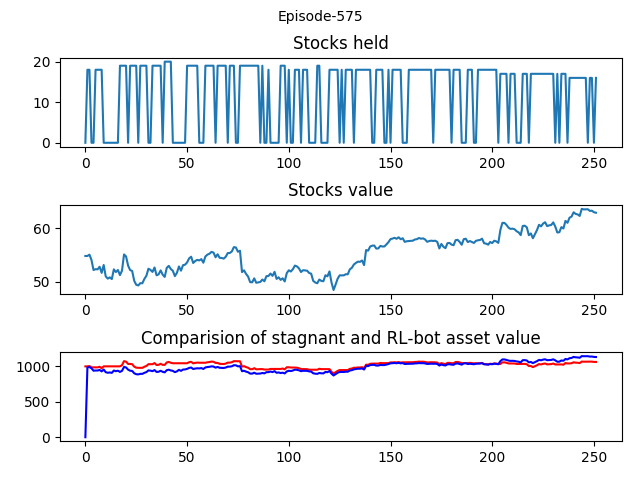 Episode-575
Stocks held
20
10
0
0 50 100 150 200 250
Stocks value
60
50
0 50 100 150 200 250
Comparision of stagnant and RL-bot asset value
1000
500
0
0 50 100 150 200 250